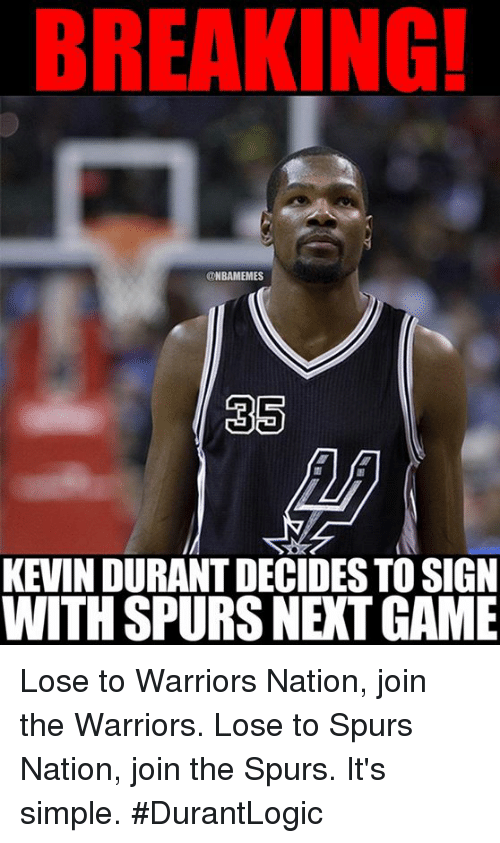 BREAKING!
@NBAMEMES
35
KEVIN DURANT DECIDES TO SIGN
WITH SPURS NEXT GAME
Lose to Warriors Nation, join
the Warriors. Lose to Spurs
Nation, join the Spurs. It's
simple. #DurantLogic